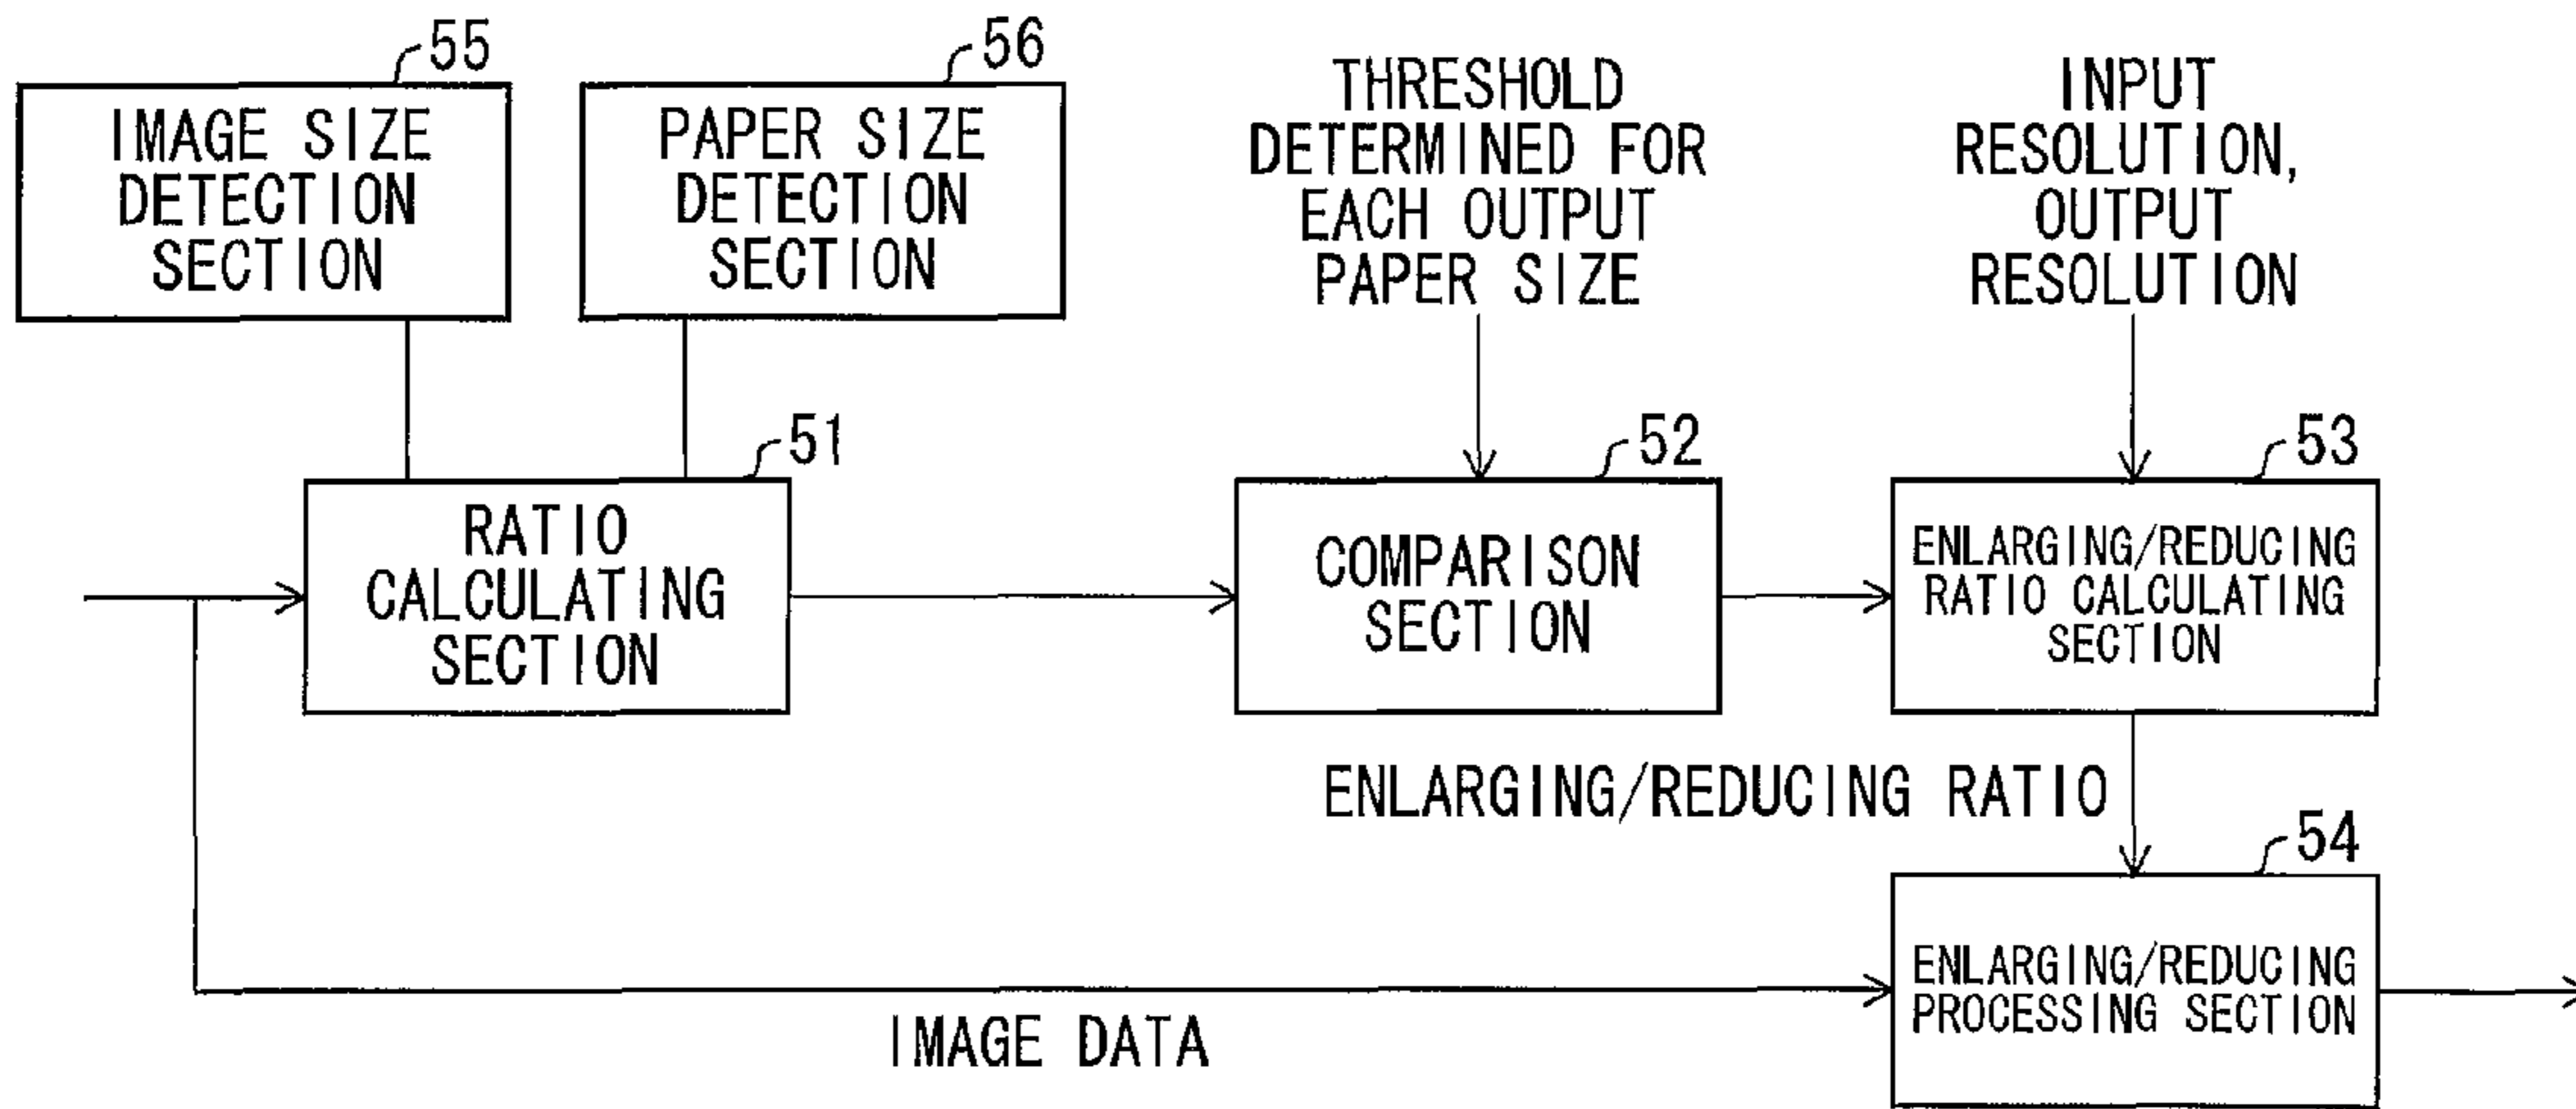 55
IMAGE SIZE
DETECTION
SECTION
56
PAPER SIZE
DETECTION
SECTION
THRESHOLD
DETERMINED FOR
EACH OUTPUT
PAPER SIZE
INPUT
RESOLUTION,
OUTPUT
RESOLUTION
51
RATIO
CALCULATING
SECTION
52
COMPARISON
SECTION
53
ENLARGING/REDUCING
RATIO CALCULATING
SECTION
ENLARGING/REDUCING RATIO
54
ENLARGING/REDUCING
PROCESSING SECTION
IMAGE DATA